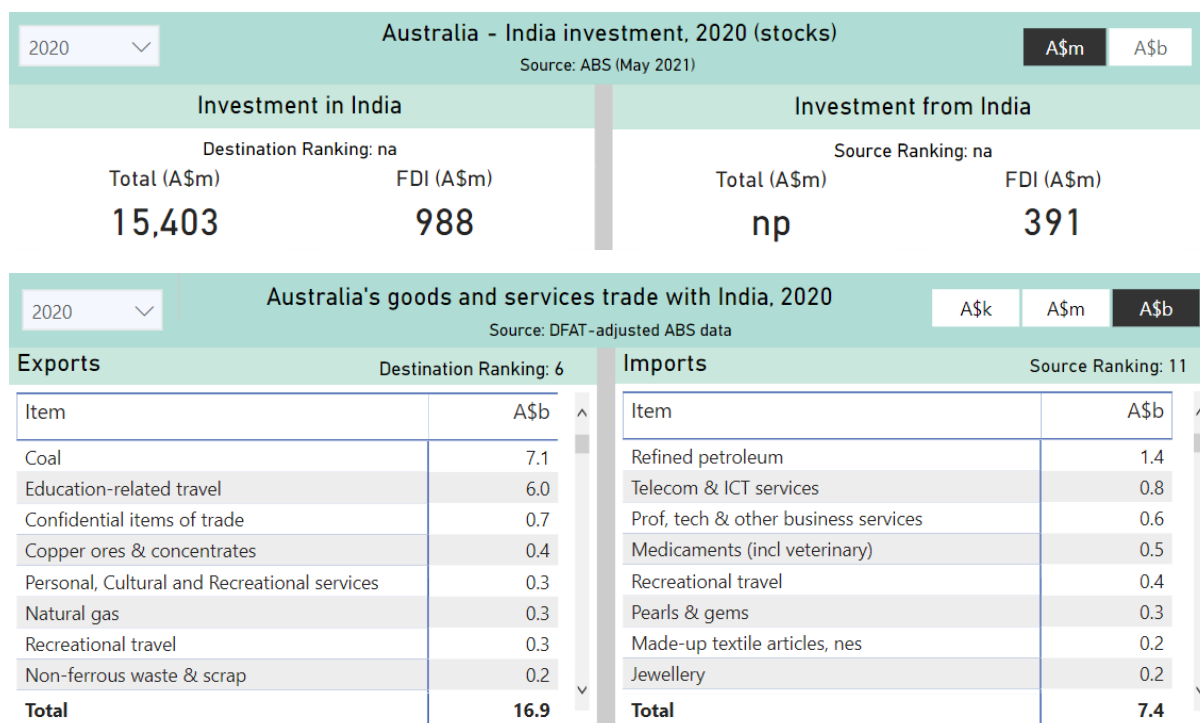 2020
Australia - India investment, 2020 (stocks)
Source: ABS (May 2021)
A$m A$b
Investment in India
Destination Ranking: na
Total (A$m) FDI (A$m)
15,403 988
Investment from India
Source Ranking: na
Total (A$m) FDI (A$m)
np 391
2020
Australia's goods and services trade with India, 2020
Source: DFAT-adjusted ABS data
A$k A$m A$b
Exports Destination Ranking: 6
Item A$b
Coal 7.1
Education-related travel 6.0
Confidential items of trade 0.7
Copper ores & concentrates 0.4
Personal, Cultural and Recreational services 0.3
Natural gas 0.3
Recreational travel 0.3
Non-ferrous waste & scrap 0.2
Total 16.9
Imports Source Ranking: 11
Item A$b
Refined petroleum 1.4
Telecom & ICT services 0.8
Prof, tech & other business services 0.6
Medicaments (incl veterinary) 0.5
Recreational travel 0.4
Pearls & gems 0.3
Made-up textile articles, nes 0.2
Jewellery 0.2
Total 7.4